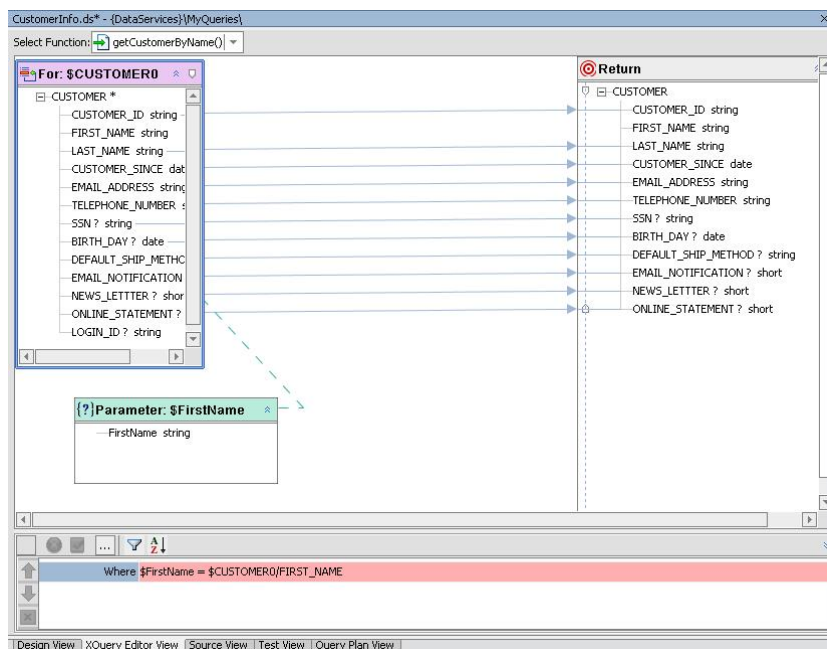 CustomerInfo.ds* - {DataServices}\MyQueries\
Select Function: getCustomerByName()
For: $CUSTOMER0
CUSTOMER *
CUSTOMER_ID string
FIRST_NAME string
LAST_NAME string
CUSTOMER_SINCE dat
EMAIL_ADDRESS string
TELEPHONE_NUMBER s
SSN ? string
BIRTH_DAY ? date
DEFAULT_SHIP_METHO
EMAIL_NOTIFICATION
NEWS_LETTTER ? shor
ONLINE_STATEMENT ?
LOGIN_ID ? string
{?}Parameter: $FirstName
FirstName string
Return
CUSTOMER
CUSTOMER_ID string
FIRST_NAME string
LAST_NAME string
CUSTOMER_SINCE date
EMAIL_ADDRESS string
TELEPHONE_NUMBER string
SSN ? string
BIRTH_DAY ? date
DEFAULT_SHIP_METHOD ? string
EMAIL_NOTIFICATION ? short
NEWS_LETTTER ? short
ONLINE_STATEMENT ? short
... A Z
Where $FirstName = $CUSTOMER0/FIRST_NAME
Design View XQuery Editor View Source View Test View Query Plan View